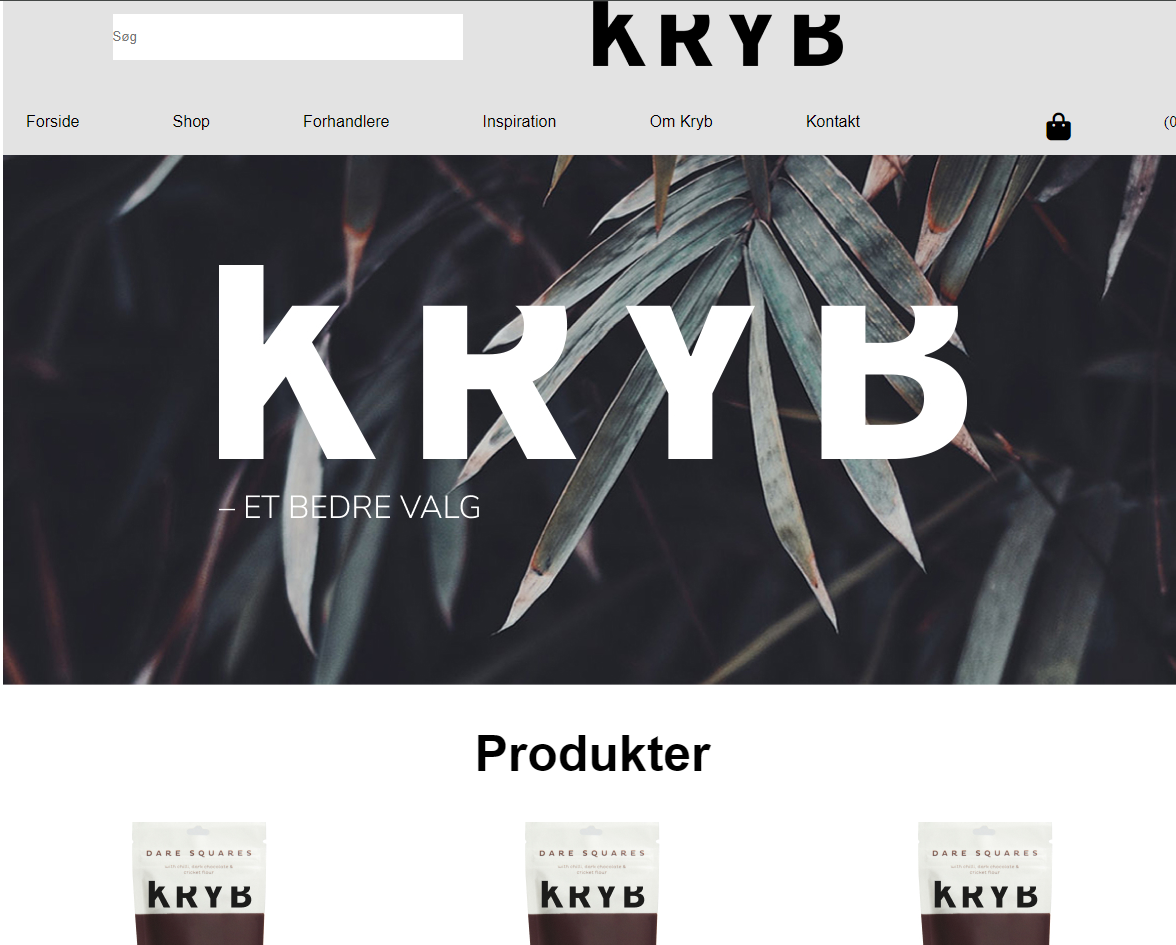 Søg
KRYB
Forside Shop Forhandlere Inspiration Om Kryb Kontakt (0
KRYB
– ET BEDRE VALG
Produkter
DARE SQUARES DARE SQUARES DARE SQUARES
with chili, dark chocolate & with chili, dark chocolate & with chili, dark chocolate &
cricket flour cricket flour cricket flour
KRYB KRYB KRYB